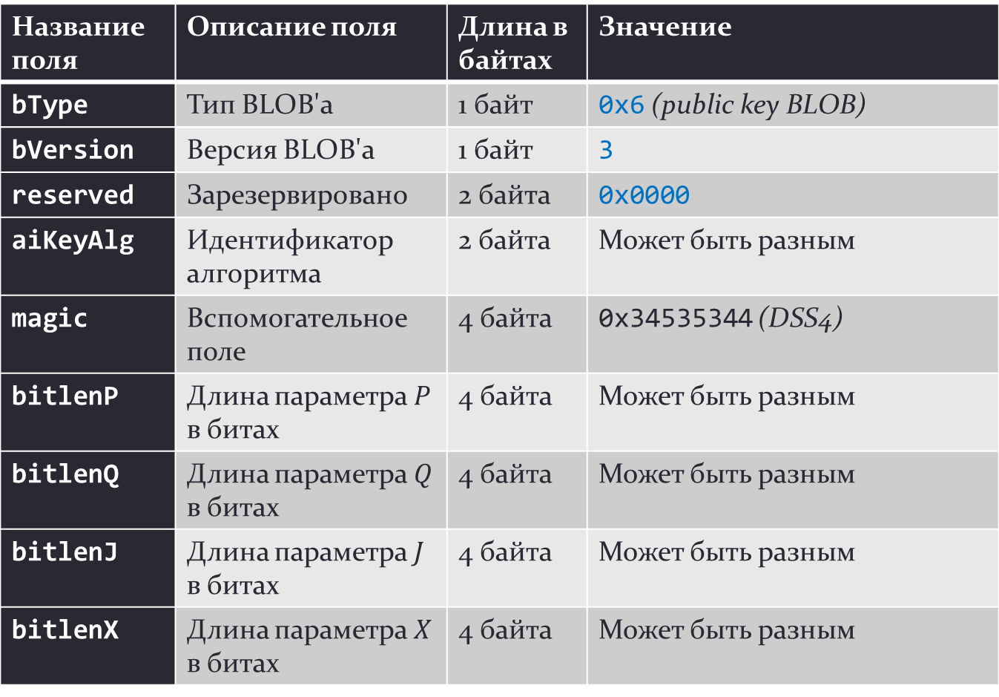 Название поля Описание поля Длина в байтах Значение
bType Тип BLOB'а 1 байт 0x6 (public key BLOB)
bVersion Версия BLOB'а 1 байт 3
reserved Зарезервировано 2 байта 0x0000
aiKeyAlg Идентификатор алгоритма 2 байта Может быть разным
magic Вспомогательное поле 4 байта 0x34535344 (DSS4)
bitlenP Длина параметра P в битах 4 байта Может быть разным
bitlenQ Длина параметра Q в битах 4 байта Может быть разным
bitlenJ Длина параметра J в битах 4 байта Может быть разным
bitlenX Длина параметра X в битах 4 байта Может быть разным